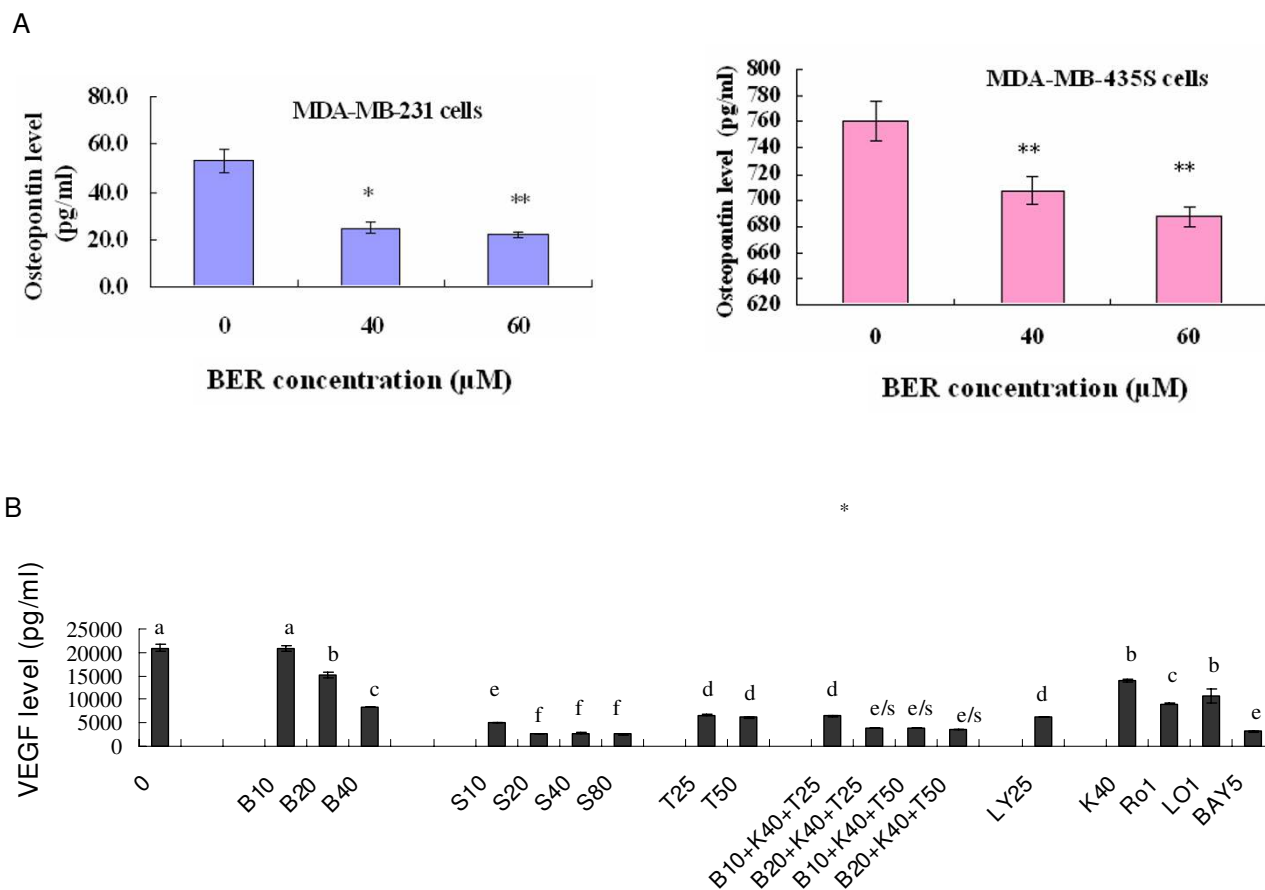 A
MDA-MB-231 cells
Osteopontin level
(pg/ml)
80.0
60.0
40.0
20.0
0.0
*
**
0 40 60
BER concentration (µM)
MDA-MB-435S cells
Osteopontin level (pg/ml)
800
780
760
740
720
700
680
660
640
620
**
**
0 40 60
BER concentration (µM)
B
*
VEGF level (pg/ml)
25000
20000
15000
10000
5000
0
a a b c e f f f d d d e/s e/s e/s d b c b e
0
B10
B20
B40
S10
S20
S40
S80
T25
T50
B10+K40+T25
B20+K40+T25
B10+K40+T50
B20+K40+T50
LY25
K40
Ro1
LO1
BAY5